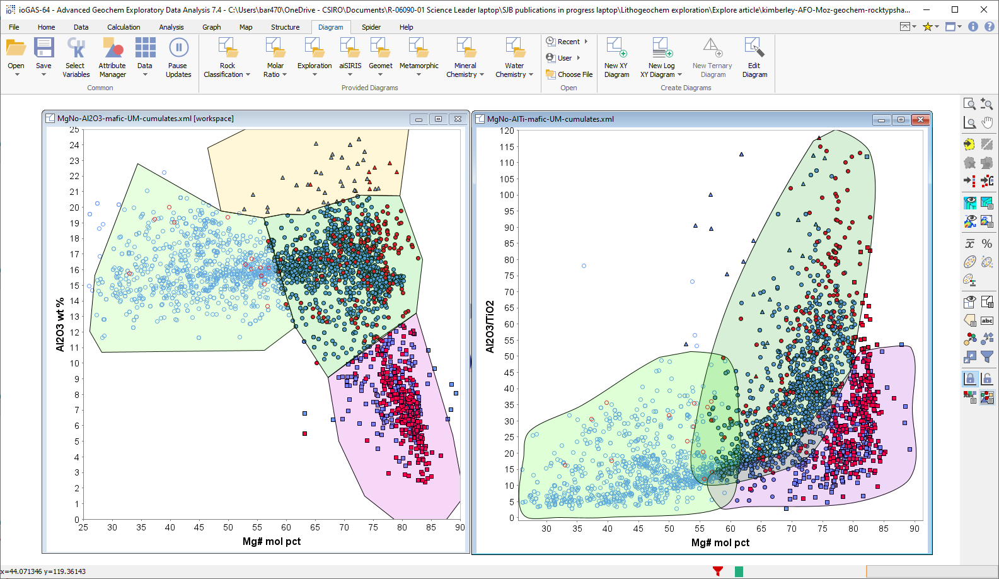 ioGAS-64 - Advanced Geochem Exploratory Data Analysis 7.4 - C:\Users\bar470\OneDrive - CSIRO\Documents\R-06090-01 Science Leader laptop\SJB publications in progress laptop\Lithogeochem exploration\Explore article\kimberley-AFO-Moz-geochem-rocktypsha...
File Home Data Calculation Analysis Graph Map Structure Diagram Spider Help
Open Save Select Variables Attribute Manager Data Pause Updates
Common
Rock Classification Molar Ratio Exploration aiSIRIS Geomet Metamorphic Mineral Chemistry Water Chemistry
Provided Diagrams
Recent
User
Choose File
Open
New XY Diagram New Log XY Diagram New Ternary Diagram Edit Diagram
Create Diagrams
MgNo-Al2O3-mafic-UM-cumulates.xml [workspace]
25
24
23
22
21
20
19
18
17
16
15
14
13
12
11
10
9
8
7
6
5
4
3
2
1
0
Al2O3 wt %
25 30 35 40 45 50 55 60 65 70 75 80 85 90
Mg# mol pct
MgNo-AlTi-mafic-UM-cumulates.xml
120
115
110
105
100
95
90
85
80
75
70
65
60
55
50
45
40
35
30
25
20
15
10
5
0
Al2O3/TiO2
30 35 40 45 50 55 60 65 70 75 80 85 90
Mg# mol pct
x̄ %
abc
ABC
x=44.071346 y=119.36143